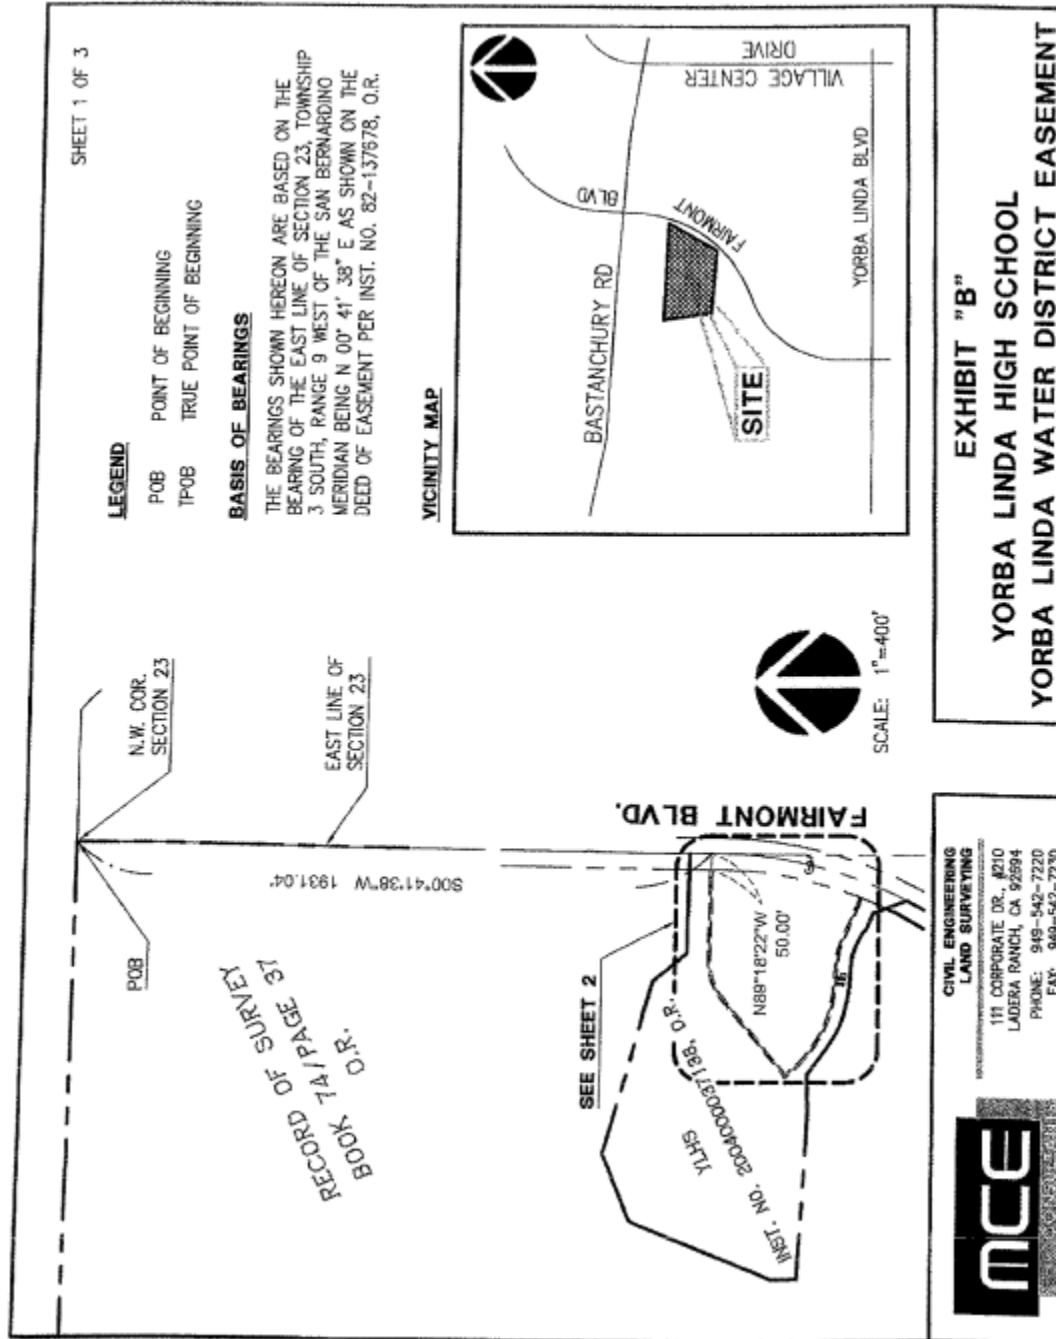 SHEET 1 OF 3
LEGEND
POB POINT OF BEGINNING
TPOB TRUE POINT OF BEGINNING
BASIS OF BEARINGS
THE BEARINGS SHOWN HEREON ARE BASED ON THE
BEARING OF THE EAST LINE OF SECTION 23, TOWNSHIP
3 SOUTH, RANGE 9 WEST OF THE SAN BERNARDINO
MERIDIAN BEING N 00° 41' 38" E AS SHOWN ON THE
DEED OF EASEMENT PER INST. NO. 82-137678, O.R.
VICINITY MAP
BASTANCHURY RD
BLVD
FAIRMONT
VILLAGE CENTER
DRIVE
YORBA LINDA BLVD
SITE
N.W. COR.
SECTION 23
EAST LINE OF
SECTION 23
POB
S00°41'38"W 1931.04'
RECORD OF SURVEY
BOOK 74/PAGE 37
O.R.
SEE SHEET 2
FAIRMONT BLVD.
N89°18'22"W
50.00'
YLHS
INST. NO. 2004000037138, O.R.
SCALE: 1"=400'
MCE
CIVIL ENGINEERING
LAND SURVEYING
111 CORPORATE DR., #210
LADERA RANCH, CA 92694
PHONE: 949-542-7220
FAX: 949-542-7230
EXHIBIT "B"
YORBA LINDA HIGH SCHOOL
YORBA LINDA WATER DISTRICT EASEMENT